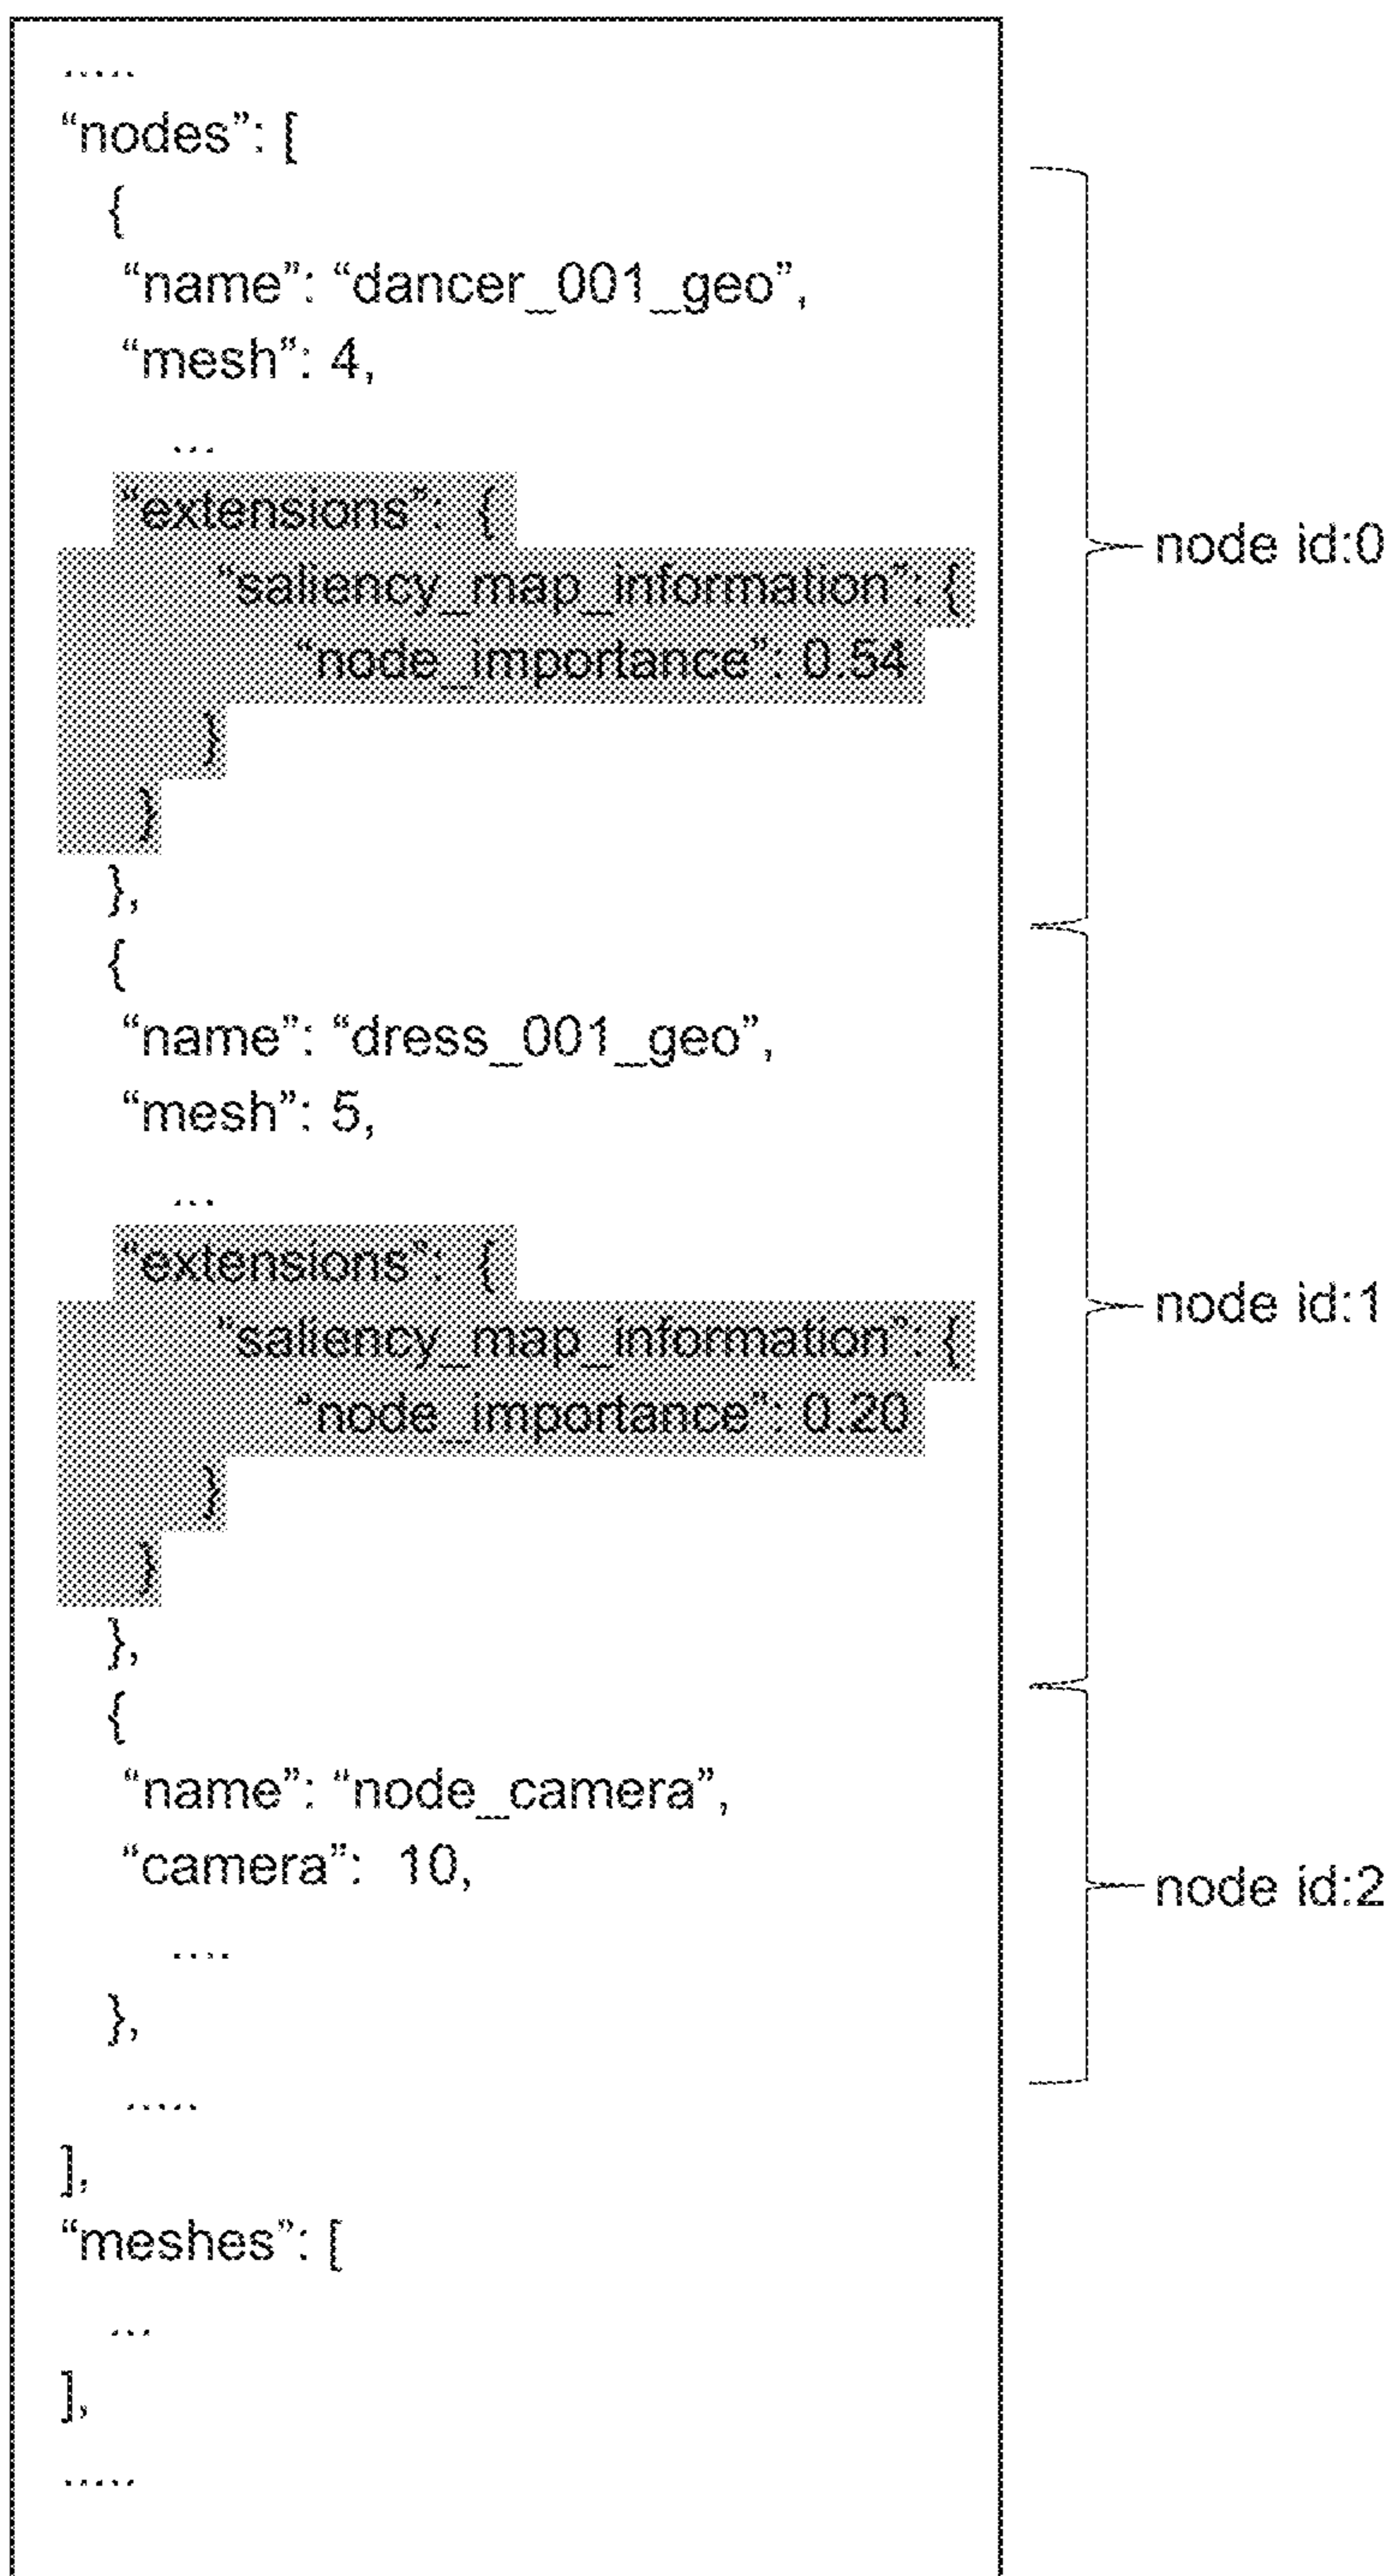 .....
“nodes”: [
{
“name”: “dancer_001_geo”,
“mesh”: 4,
...
“extensions”: {
“saliency_map_information”: {
“node_importance”: 0.54
}
}
},
{
“name”: “dress_001_geo”,
“mesh”: 5,
...
“extensions”: {
“saliency_map_information”: {
“node_importance”: 0.20
}
}
},
{
“name”: “node_camera”,
“camera”: 10,
....
},
.....
],
“meshes”: [
...
],
.....
node id:0
node id:1
node id:2